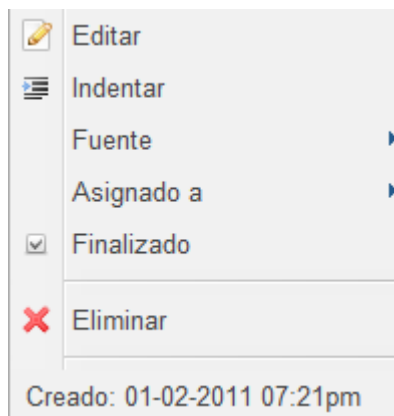 Editar
Indentar
Fuente
Asignado a
Finalizado
Eliminar
Creado: 01-02-2011 07:21pm